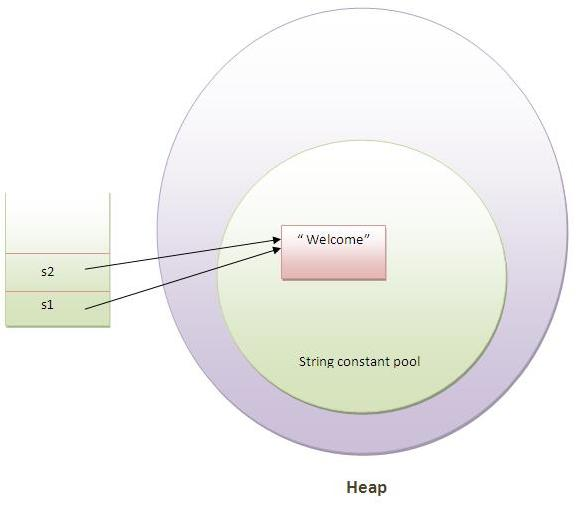 “ Welcome”
s2
s1
String constant pool
Heap